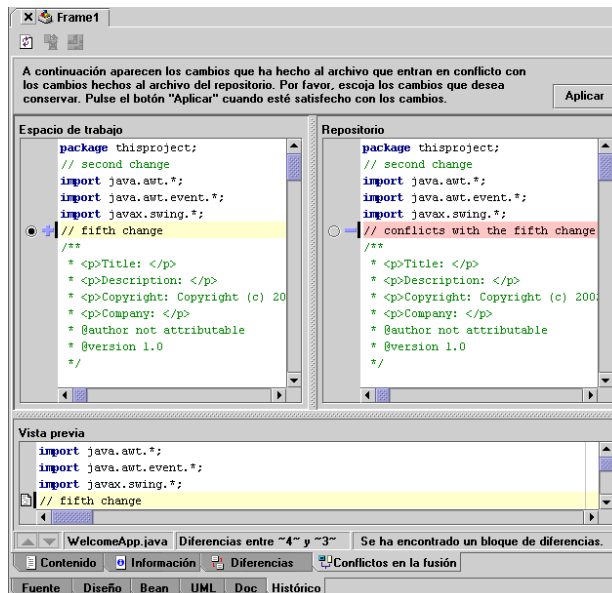 Frame1
A continuación aparecen los cambios que ha hecho al archivo que entran en conflicto con
los cambios hechos al archivo del repositorio. Por favor, escoja los cambios que desea
conservar. Pulse el botón "Aplicar" cuando esté satisfecho con los cambios.
Aplicar
Espacio de trabajo
package thisproject;
// second change
import java.awt.*;
import java.awt.event.*;
import javax.swing.*;
// fifth change
/**
* <p>Title: </p>
* <p>Description: </p>
* <p>Copyright: Copyright (c) 20
* <p>Company: </p>
* @author not attributable
* @version 1.0
*/
Repositorio
package thisproject;
// second change
import java.awt.*;
import java.awt.event.*;
import javax.swing.*;
// conflicts with the fifth change
/**
* <p>Title: </p>
* <p>Description: </p>
* <p>Copyright: Copyright (c) 200
* <p>Company: </p>
* @author not attributable
* @version 1.0
*/
Vista previa
import java.awt.*;
import java.awt.event.*;
import javax.swing.*;
// fifth change
WelcomeApp.java Diferencias entre ~4~ y ~3~ Se ha encontrado un bloque de diferencias.
Contenido Información Diferencias Conflictos en la fusión
Fuente Diseño Bean UML Doc Histórico